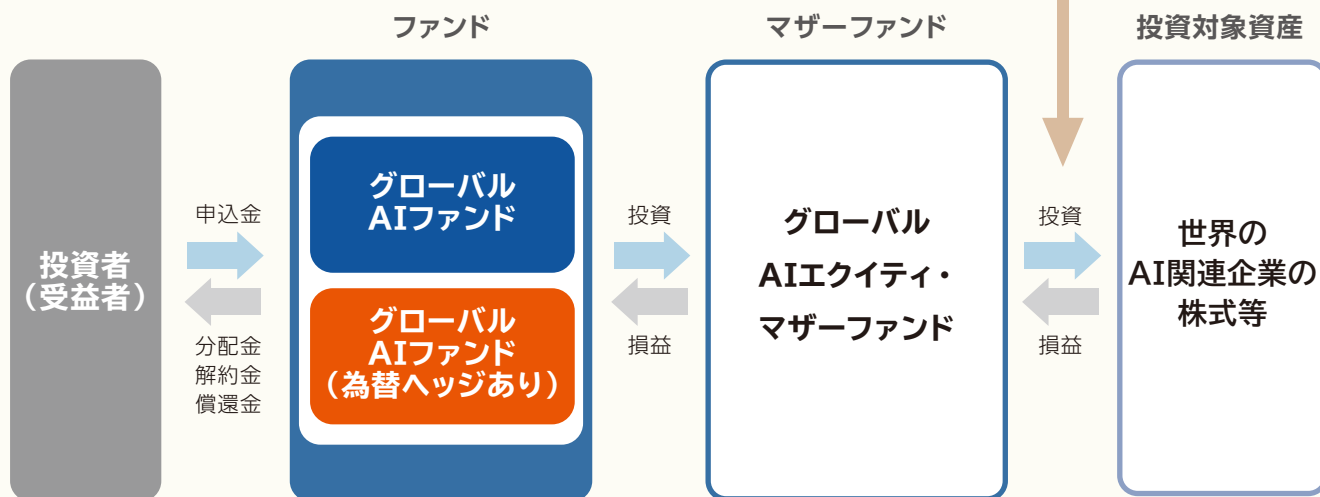 ファンド
マザーファンド
投資対象資産
投資者
（受益者）
申込金
分配金
解約金
償還金
グローバル
AIファンド
グローバル
AIファンド
（為替ヘッジあり）
投資
損益
グローバル
AIエクイティ・
マザーファンド
投資
損益
世界の
AI関連企業の
株式等